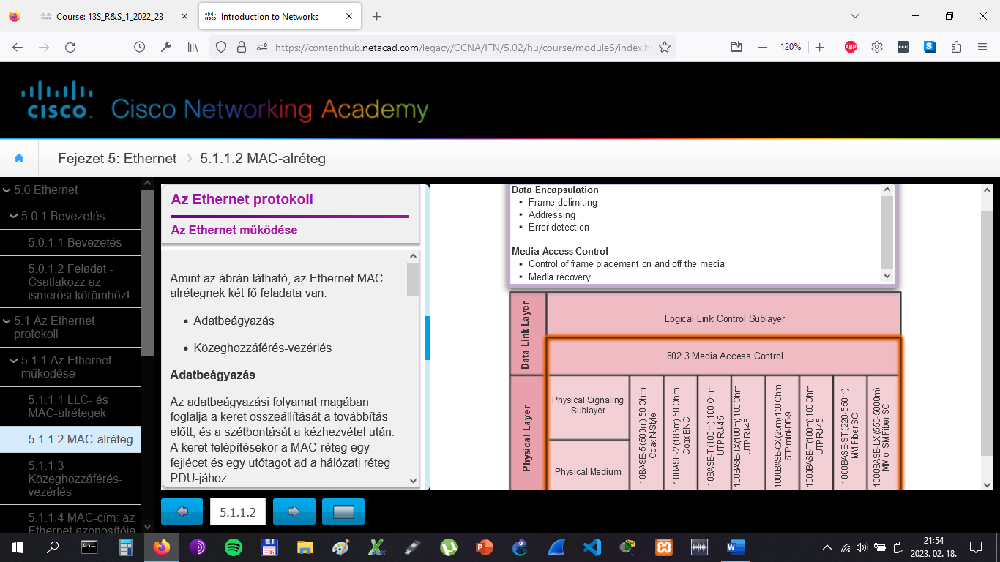 Course: 13S_R&S_1_2022_23
Introduction to Networks
https://contenthub.netacad.com/legacy/CCNA/ITN/5.02/hu/course/module5/index.h
120%
ABP
CISCO
Cisco Networking Academy
Fejezet 5: Ethernet
5.1.1.2 MAC-alréteg
5.0 Ethernet
5.0.1 Bevezetés
5.0.1.1 Bevezetés
5.0.1.2 Feladat -
Csatlakozz az
ismerősi körömhöz!
5.1 Az Ethernet
protokoll
5.1.1 Az Ethernet
működése
5.1.1.1 LLC- és
MAC-alrétegek
5.1.1.2 MAC-alréteg
5.1.1.3
Közeghozzáférés-
vezérlés
5.1.1.4 MAC-cím: az
Ethernet azonosítója
Az Ethernet protokoll
Az Ethernet működése
Amint az ábrán látható, az Ethernet MAC-
alrétegnek két fő feladata van:
• Adatbeágyazás
• Közeghozzáférés-vezérlés
Adatbeágyazás
Az adatbeágyazási folyamat magában
foglalja a keret összeállítását a továbbítás
előtt, és a szétbontását a kézhezvétel után.
A keret felépítésekor a MAC-réteg egy
fejlécet és egy utótagot ad a hálózati réteg
PDU-jához.
5.1.1.2
Data Encapsulation
• Frame delimiting
• Addressing
• Error detection
Media Access Control
• Control of frame placement on and off the media
• Media recovery
Data Link Layer
Logical Link Control Sublayer
802.3 Media Access Control
Physical Layer
Physical Signaling
Sublayer
Physical Medium
10BASE-5 (500m) 50 Ohm
Coax N-Style
10BASE-2 (185m) 50 Ohm
Coax BNC
10BASE-T (100m) 100 Ohm
UTP RJ-45
100BASE-TX(100m) 100 Ohm
UTP RJ-45
1000BASE-CX (25m) 150 Ohm
STP mini-DB-9
1000BASE-T (100m) 100 Ohm
UTP RJ-45
1000BASE-ST (220-550m)
MM Fiber SC
1000BASE-LX (550-5000m)
MM or SM Fiber SC
21:54
2023. 02. 18.